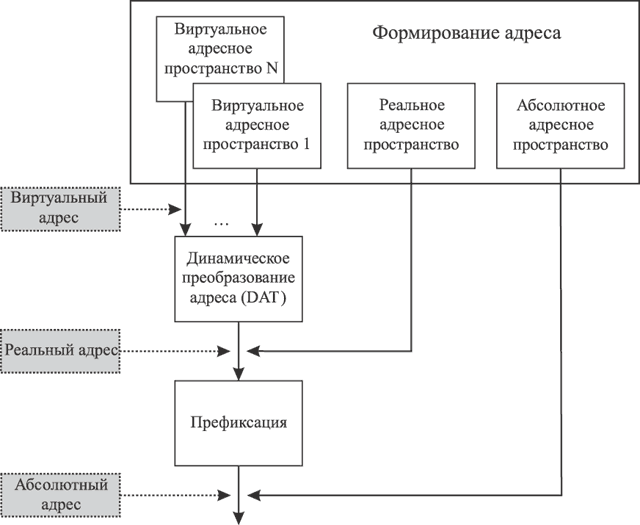 Формирование адреса
Виртуальное
адресное
пространство N
Виртуальное
адресное
пространство 1
Реальное
адресное
пространство
Абсолютное
адресное
пространство
Виртуальный
адрес
...
Динамическое
преобразование
адреса (DAT)
Реальный адрес
Префиксация
Абсолютный
адрес